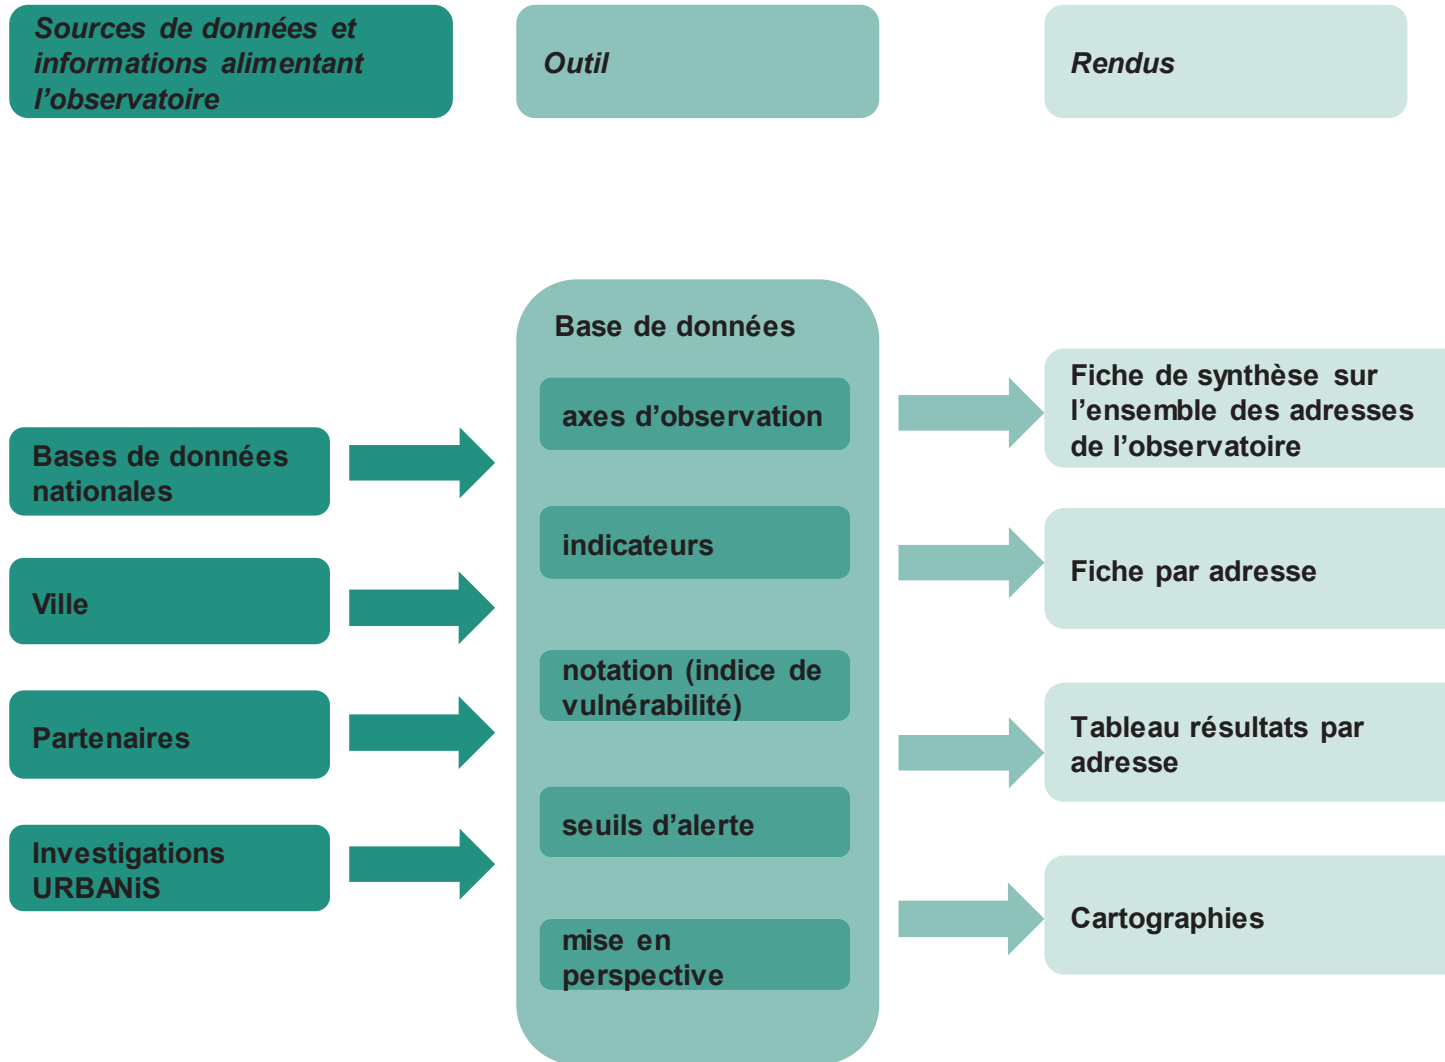 Sources de données et
informations alimentant
l’observatoire
Outil
Rendus
Bases de données
nationales
Ville
Partenaires
Investigations
URBANiS
Base de données
axes d’observation
indicateurs
notation (indice de
vulnérabilité)
seuils d’alerte
mise en
perspective
Fiche de synthèse sur
l’ensemble des adresses
de l’observatoire
Fiche par adresse
Tableau résultats par
adresse
Cartographies